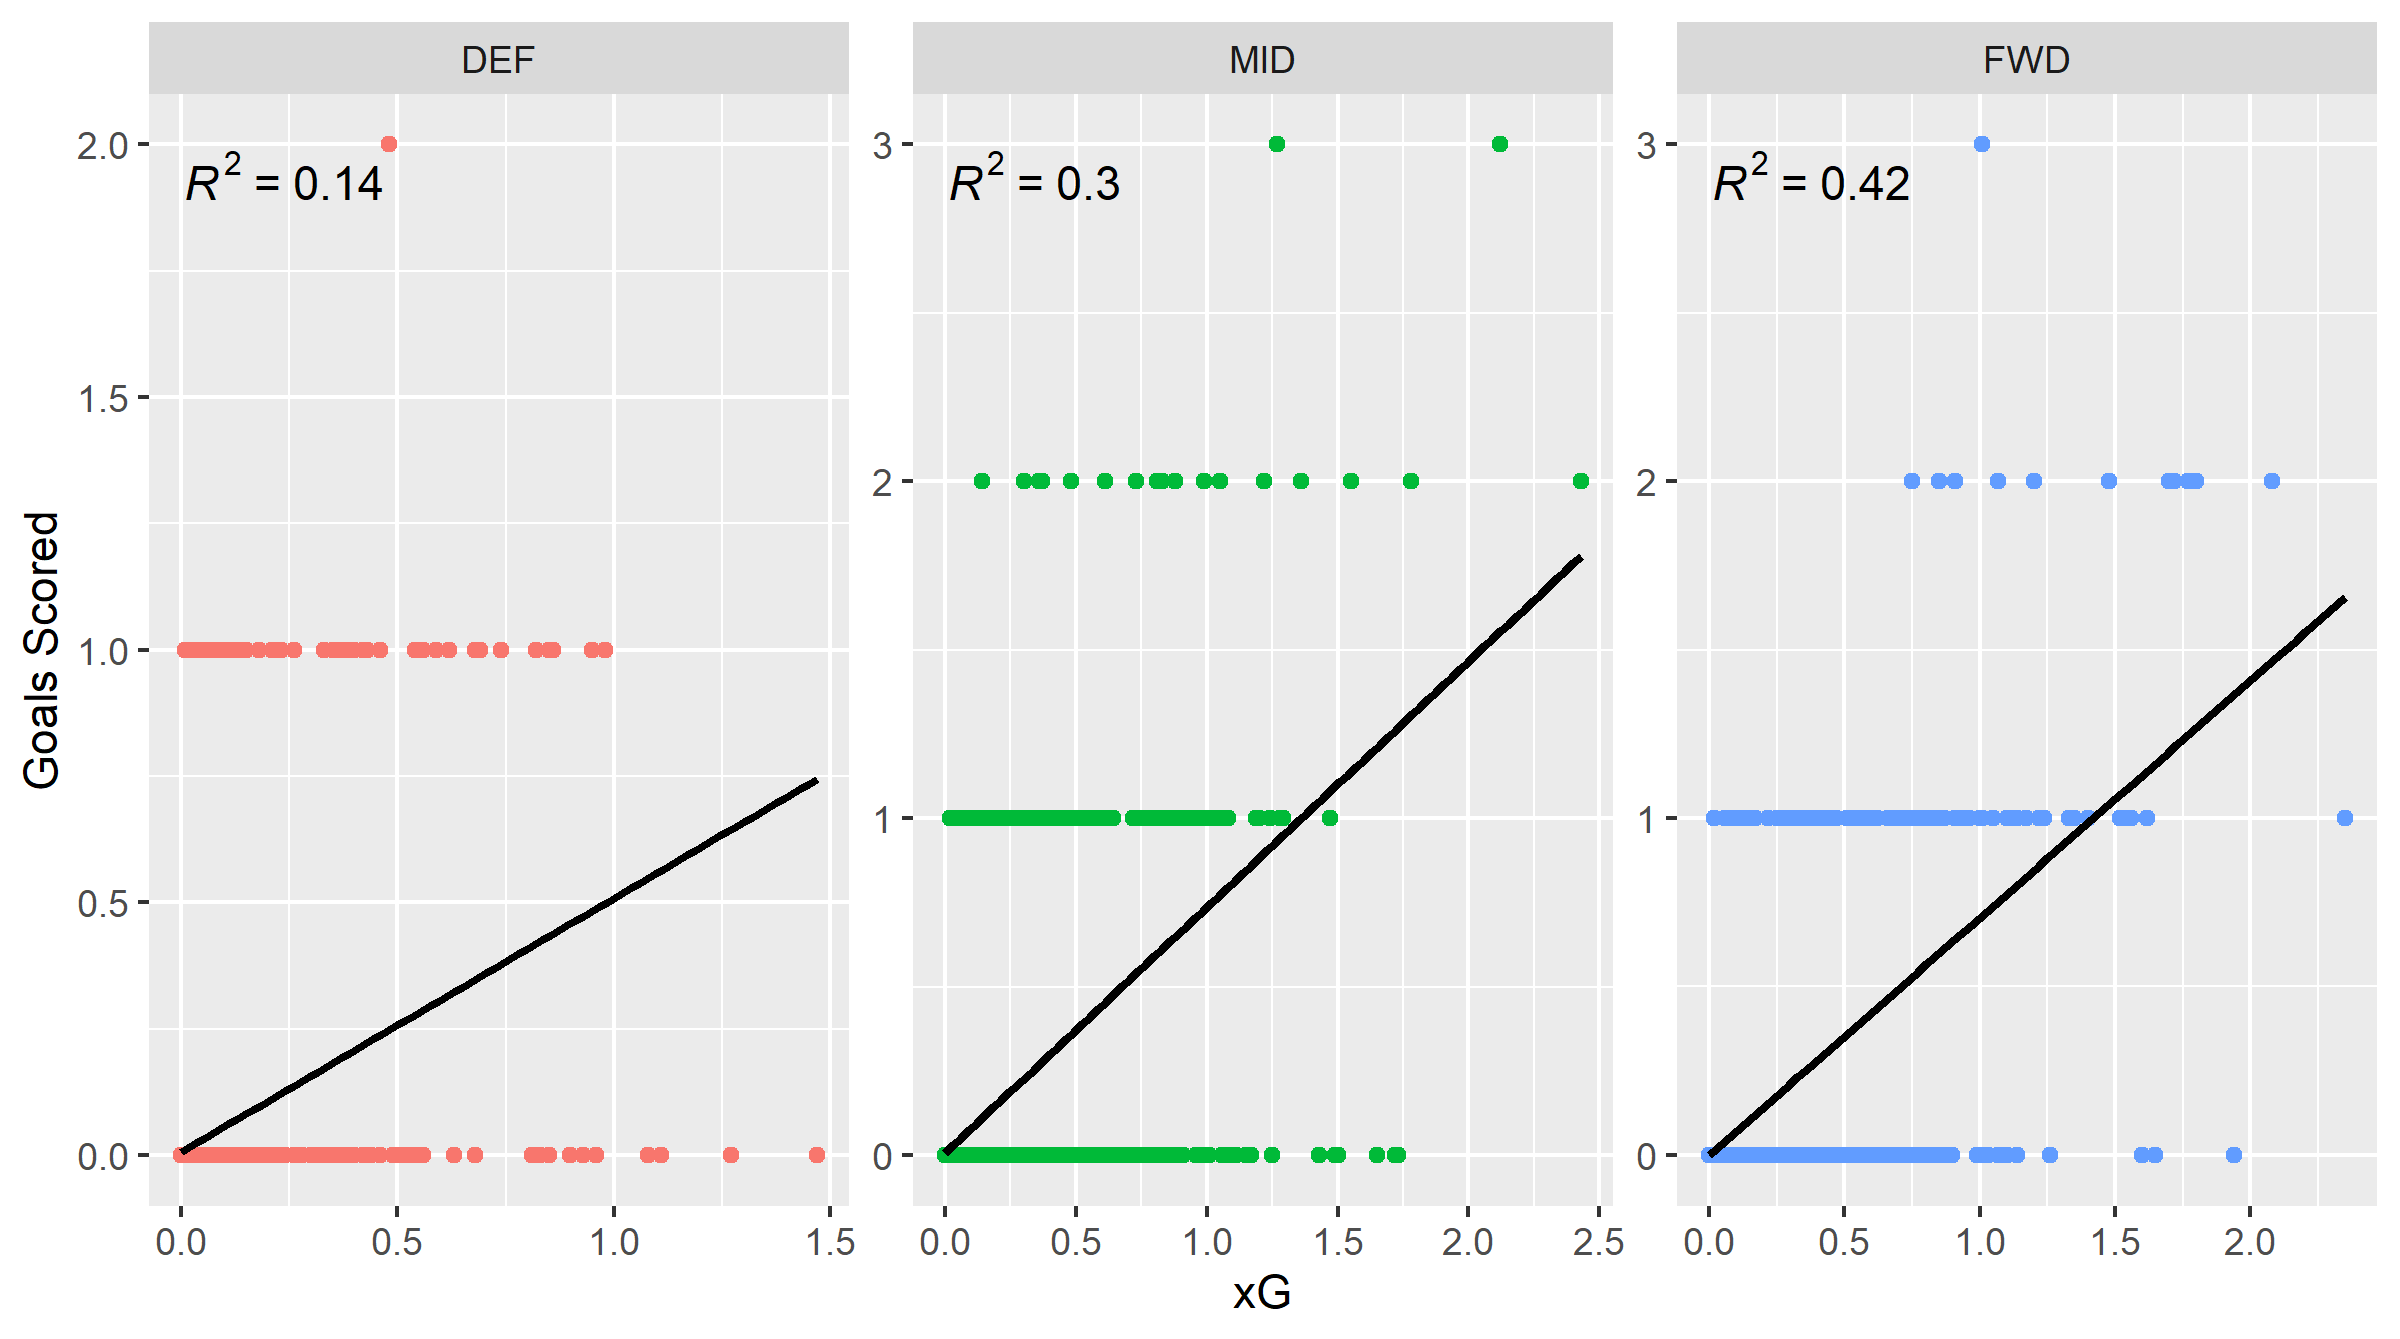 DEF
MID
FWD
R² = 0.14
R² = 0.3
R² = 0.42
Goals Scored
2.0
1.5
1.0
0.5
0.0
3
2
1
0
3
2
1
0
0.0 0.5 1.0 1.5
0.0 0.5 1.0 1.5 2.0 2.5
0.0 0.5 1.0 1.5 2.0
xG